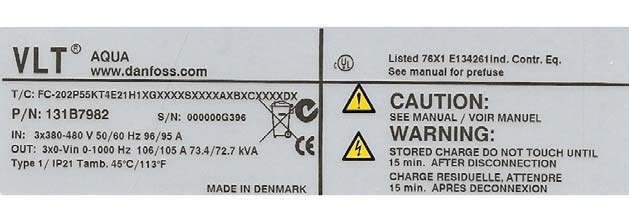 VLT® AQUA
www.danfoss.com
T/C: FC-202P55KT4E21H1XGXXXXSXXXXAXBXCXXXXDX
P/N: 131B7982 S/N: 000000G396
IN: 3x380-480 V 50/60 Hz 96/95 A
OUT: 3x0-Vin 0-1000 Hz 106/105 A 73.4/72.7 kVA
Type 1/ IP21 Tamb. 45°C/113°F
MADE IN DENMARK
c UL
Listed 76X1 E134261Ind. Contr. Eq.
See manual for prefuse
CAUTION:
SEE MANUAL / VOIR MANUEL
WARNING:
STORED CHARGE DO NOT TOUCH UNTIL
15 min. AFTER DISCONNECTION
CHARGE RESIDUELLE, ATTENDRE
15 min. APRES DECONNEXION